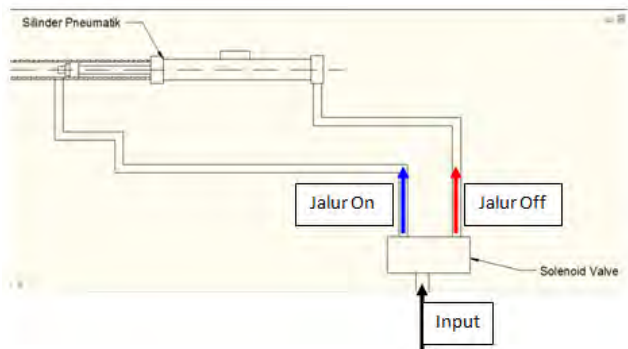 Silinder Pneumatik
Jalur On
Jalur Off
Solenoid Valve
Input